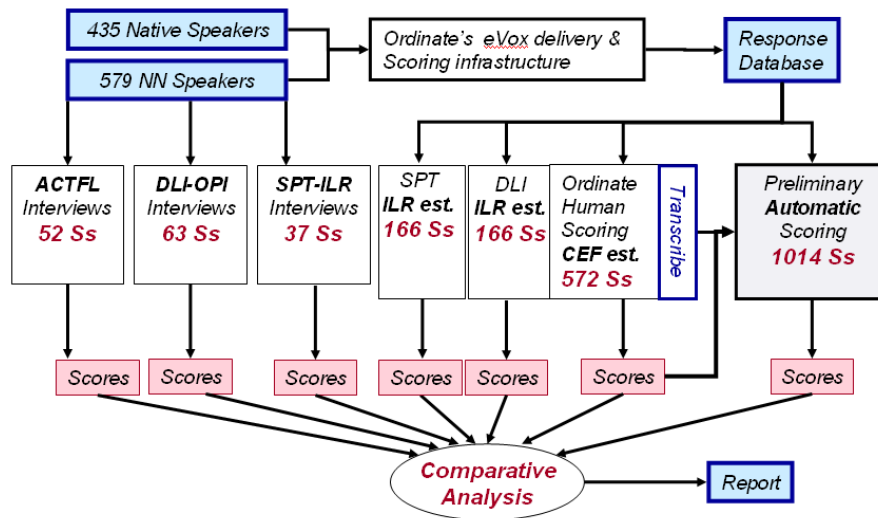 435 Native Speakers
579 NN Speakers
Ordinate's eVox delivery &
Scoring infrastructure
Response
Database
ACTFL
Interviews
52 Ss
DLI-OPI
Interviews
63 Ss
SPT-ILR
Interviews
37 Ss
SPT
ILR est.
166 Ss
DLI
ILR est.
166 Ss
Ordinate
Human
Scoring
CEF est.
572 Ss
Transcribe
Preliminary
Automatic
Scoring
1014 Ss
Scores
Scores
Scores
Scores
Scores
Scores
Scores
Comparative
Analysis
Report